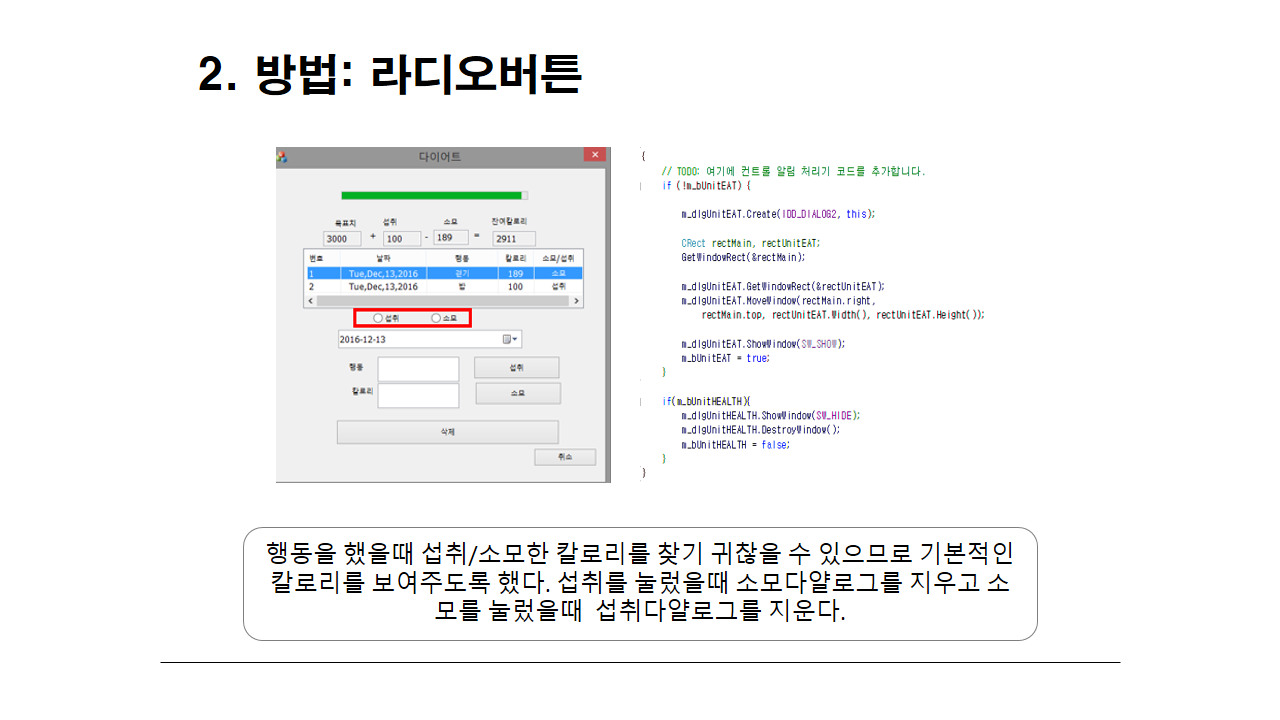 2. 방법: 라디오버튼
다이어트
목표치 섭취 소모 잔여칼로리
3000 + 100 - 189 = 2911
번호 날짜 행동 칼로리 소모/섭취
1 Tue,Dec,13,2016 걷기 189 소모
2 Tue,Dec,13,2016 밥 100 섭취
섭취 소모
2016-12-13
행동 섭취
칼로리 소모
삭제
취소
{
// TODO: 여기에 컨트롤 알림 처리기 코드를 추가합니다.
if (!m_bUnitEAT) {
m_dlgUnitEAT.Create(IDD_DIALOG2, this);
CRect rectMain, rectUnitEAT;
GetWindowRect(&rectMain);
m_dlgUnitEAT.GetWindowRect(&rectUnitEAT);
m_dlgUnitEAT.MoveWindow(rectMain.right,
rectMain.top, rectUnitEAT.Width(), rectUnitEAT.Height());
m_dlgUnitEAT.ShowWindow(SW_SHOW);
m_bUnitEAT = true;
}
if(m_bUnitHEALTH){
m_dlgUnitHEALTH.ShowWindow(SW_HIDE);
m_dlgUnitHEALTH.DestroyWindow();
m_bUnitHEALTH = false;
}
}
행동을 했을때 섭취/소모한 칼로리를 찾기 귀찮을 수 있으므로 기본적인
칼로리를 보여주도록 했다. 섭취를 눌렀을때 소모다얄로그를 지우고 소
모를 눌렀을때 섭취다얄로그를 지운다.